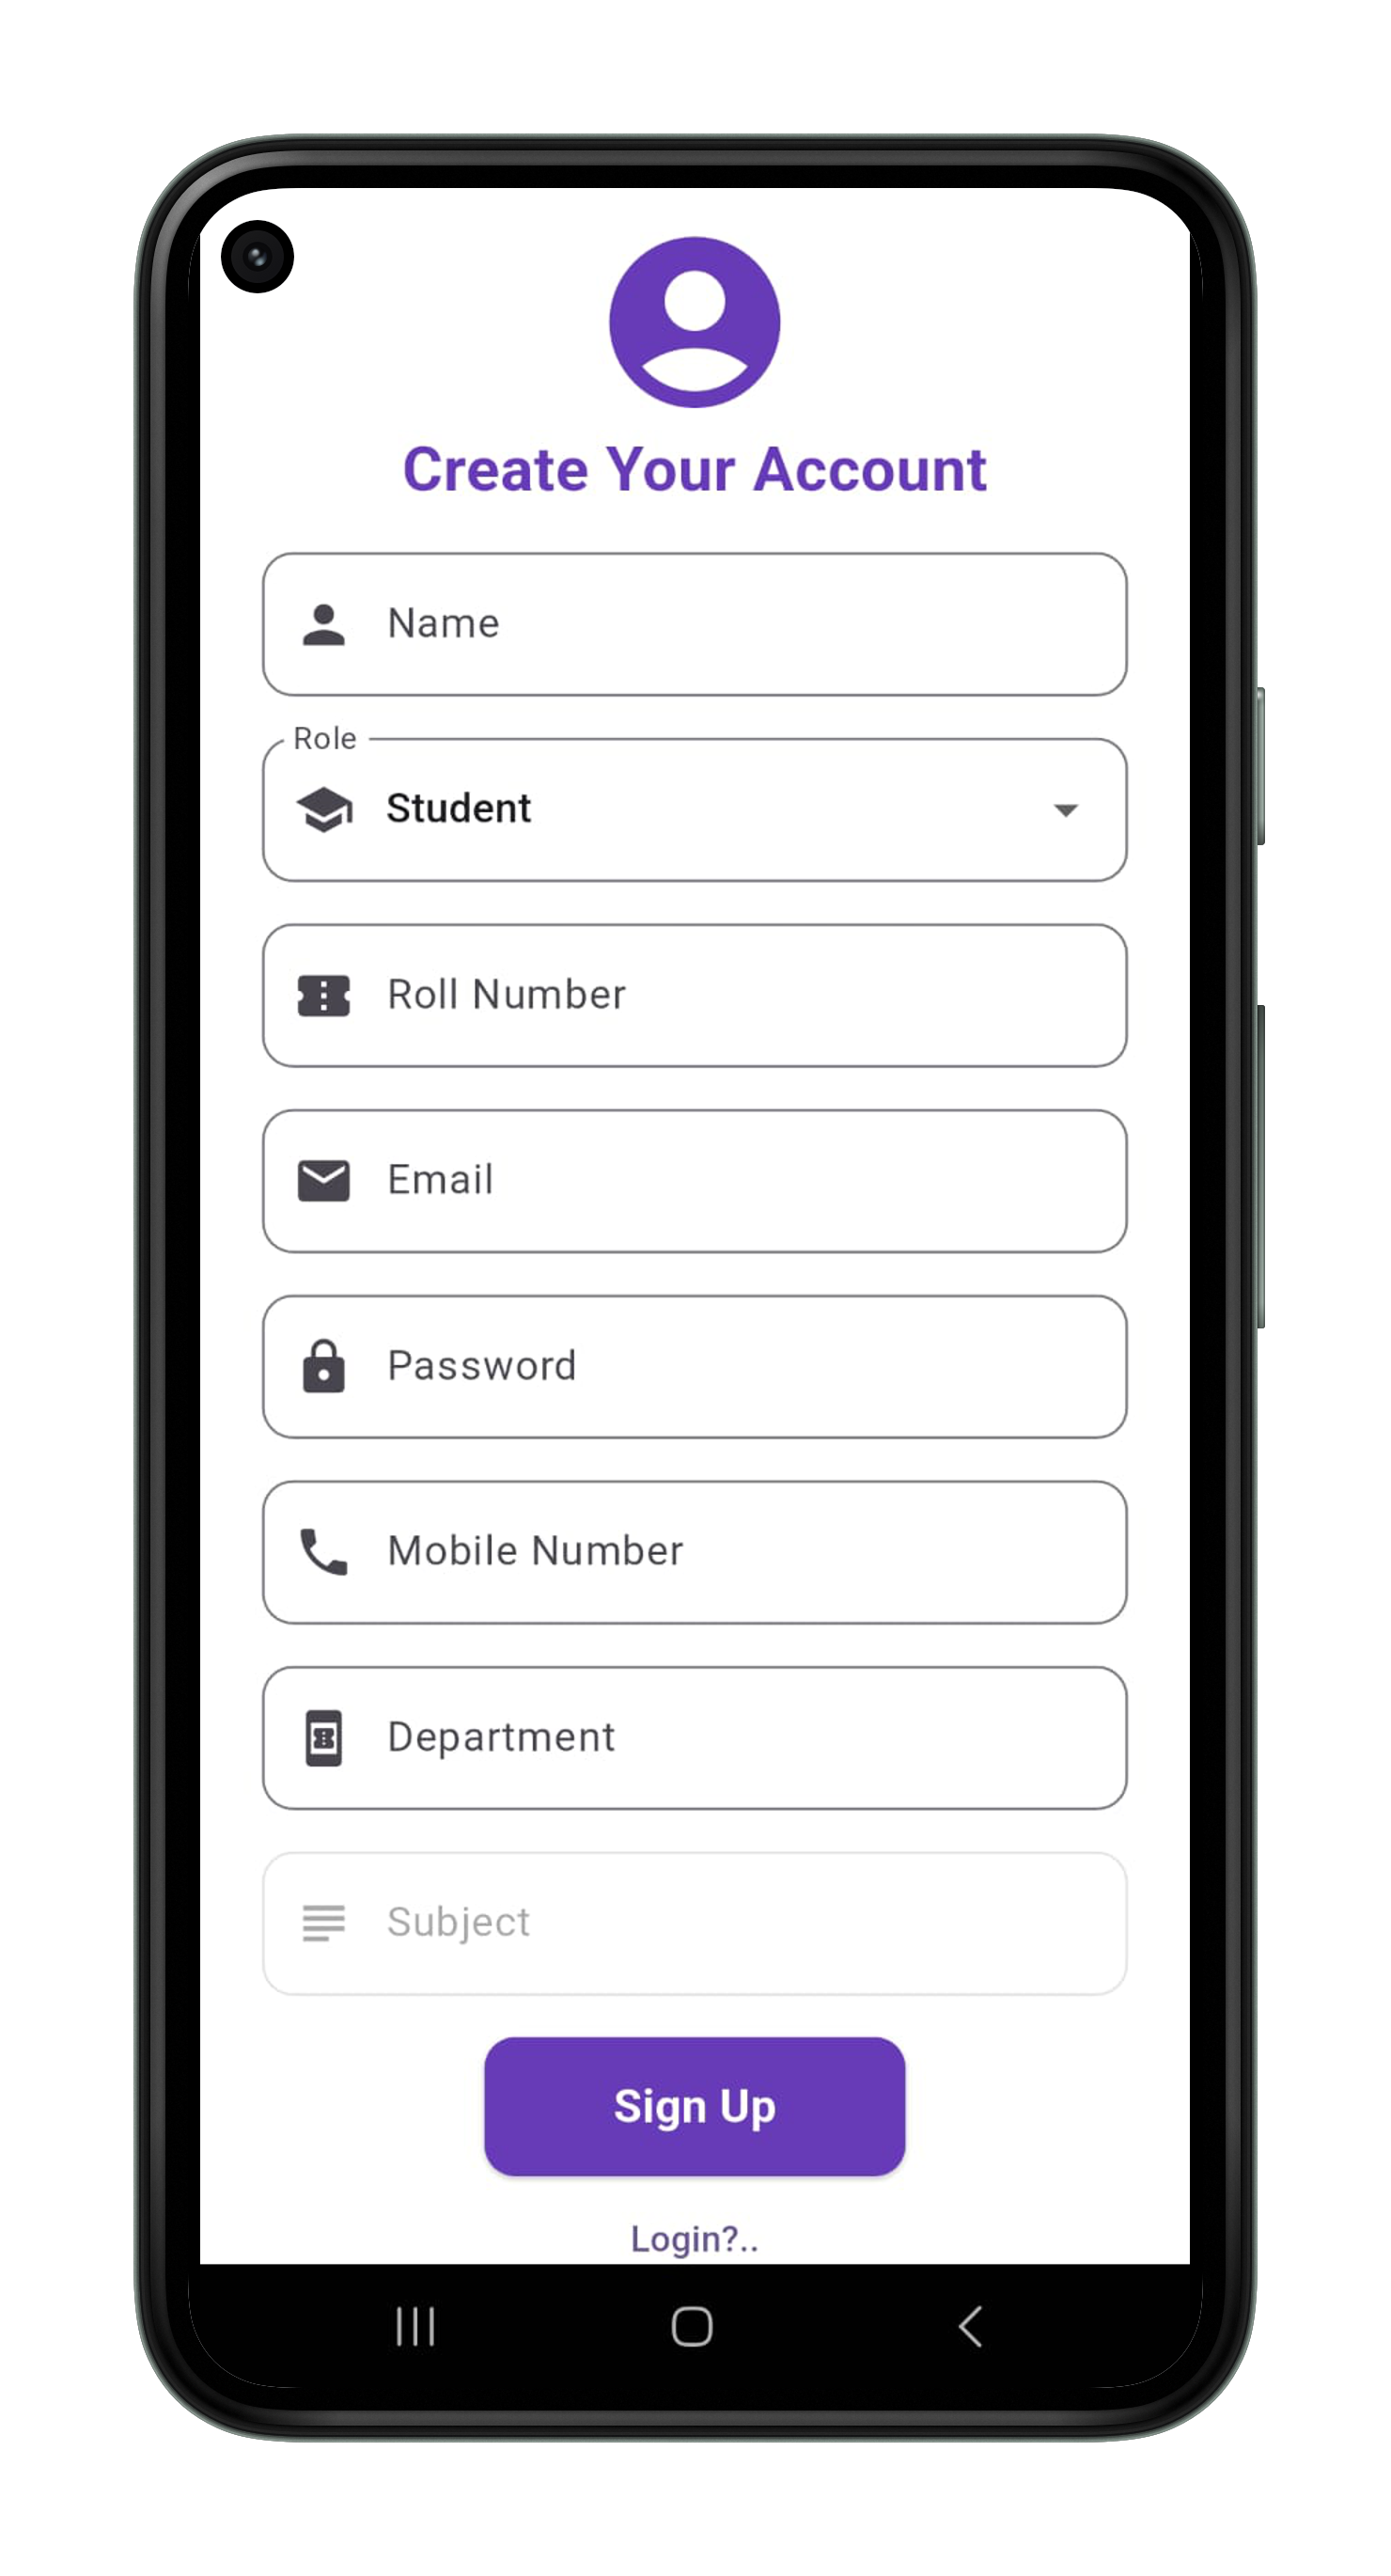 Create Your Account
Name
Role
Student
Roll Number
Email
Password
Mobile Number
Department
Subject
Sign Up
Login?..